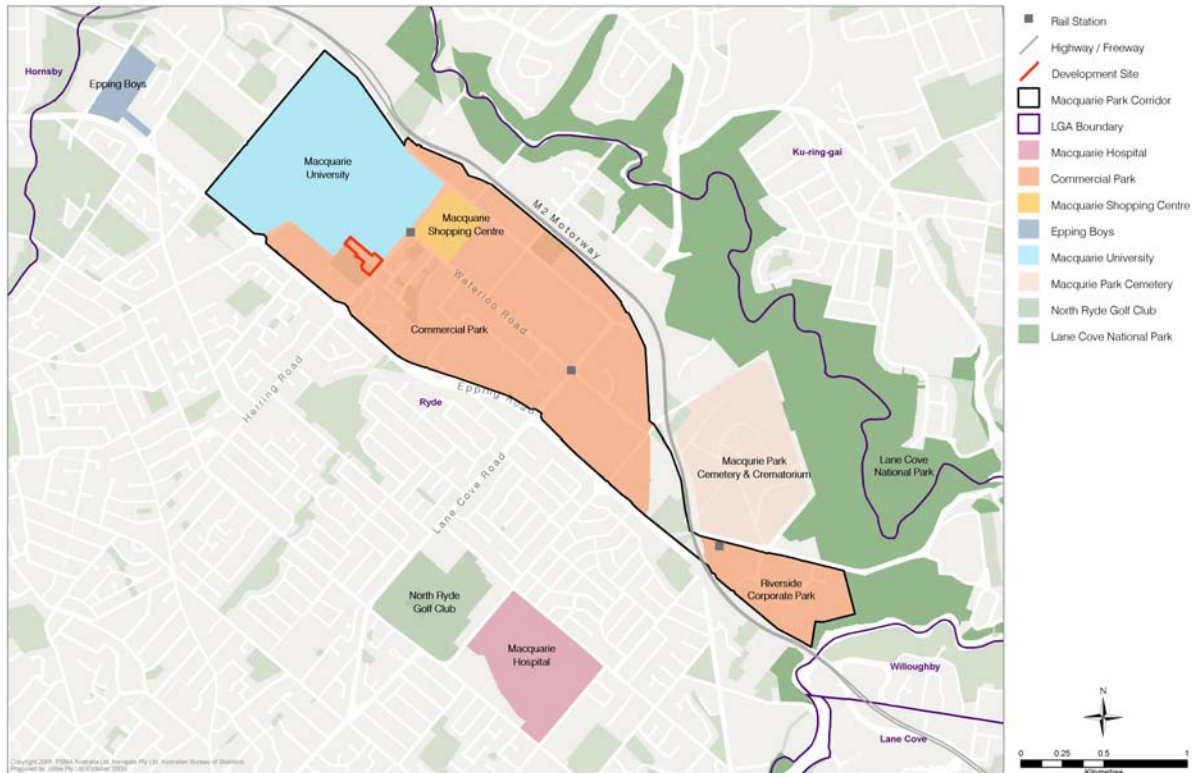 Hornsby
Epping Boys
Macquarie
University
Ku-ring-gai
Macquarie
Shopping Centre
M2 Motorway
Waterloo Road
Commercial Park
Herring Road
Epping Road
Ryde
Lane Cove Road
Macqurie Park
Cemetery & Crematorium
Lane Cove
National Park
Riverside
Corporate Park
North Ryde
Golf Club
Macquarie
Hospital
Willoughby
Lane Cove
Rail Station
Highway / Freeway
Development Site
Macquarie Park Corridor
LGA Boundary
Macquarie Hospital
Commercial Park
Macquarie Shopping Centre
Epping Boys
Macquarie University
Macqurie Park Cemetery
North Ryde Golf Club
Lane Cove National Park
N
0 0.25 0.5 1
Kilometres